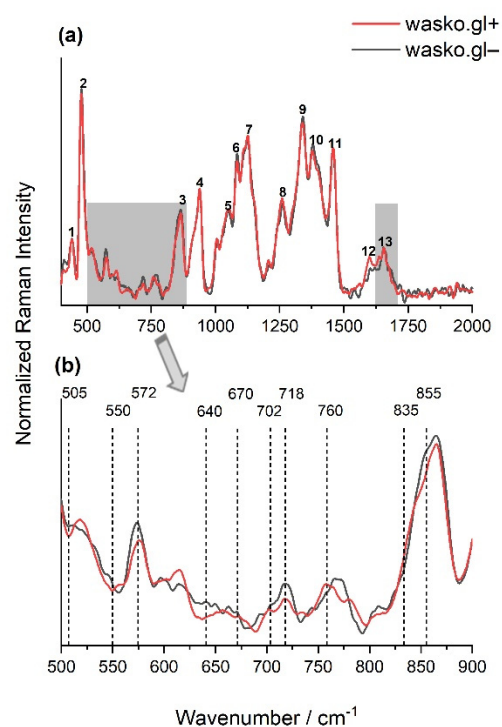 wasko.gl+
wasko.gl–
(a)
Normalized Raman Intensity
1 2 3 4 5 6 7 8 9 10 11 12 13
500 750 1000 1250 1500 1750 2000
(b)
505 572 670 718 855
550 640 702 760 835
500 550 600 650 700 750 800 850 900
Wavenumber / cm⁻¹